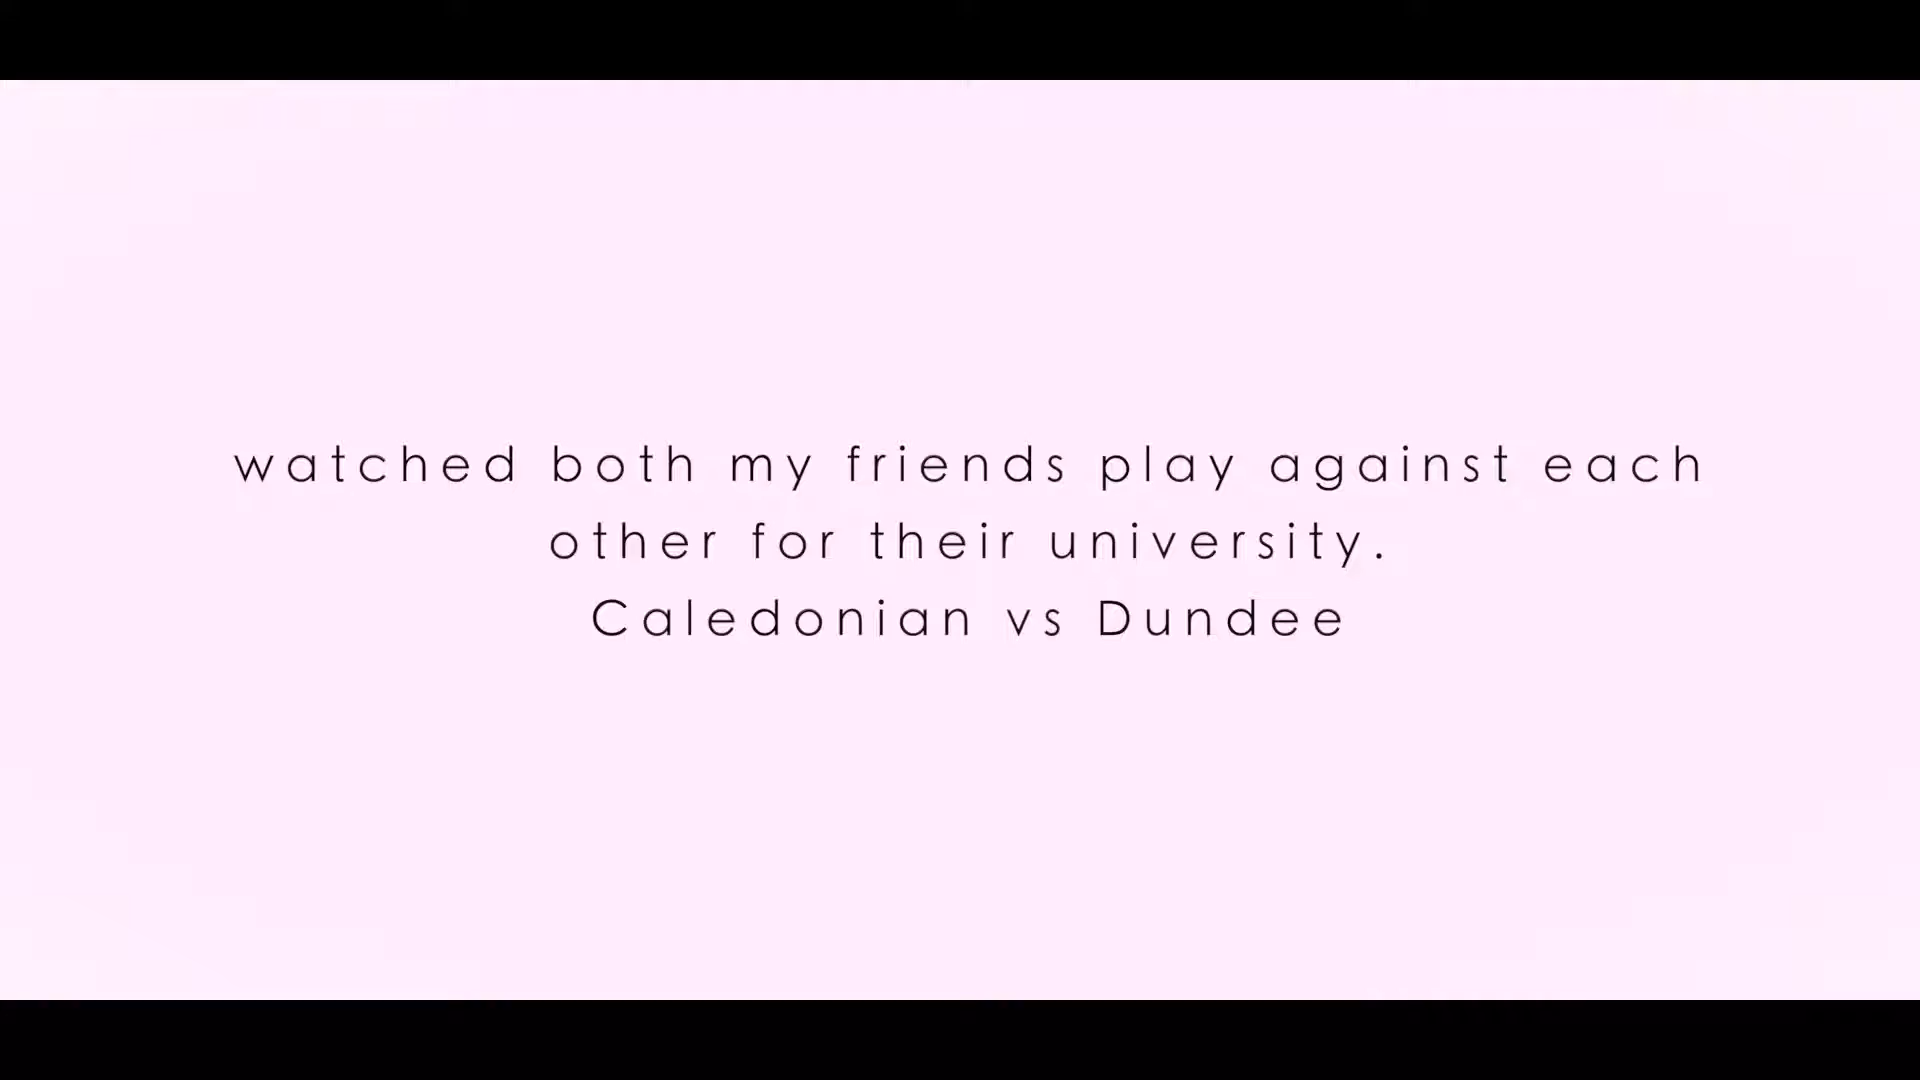 watched both my friends play against each
other for their university.
Caledonian vs Dundee